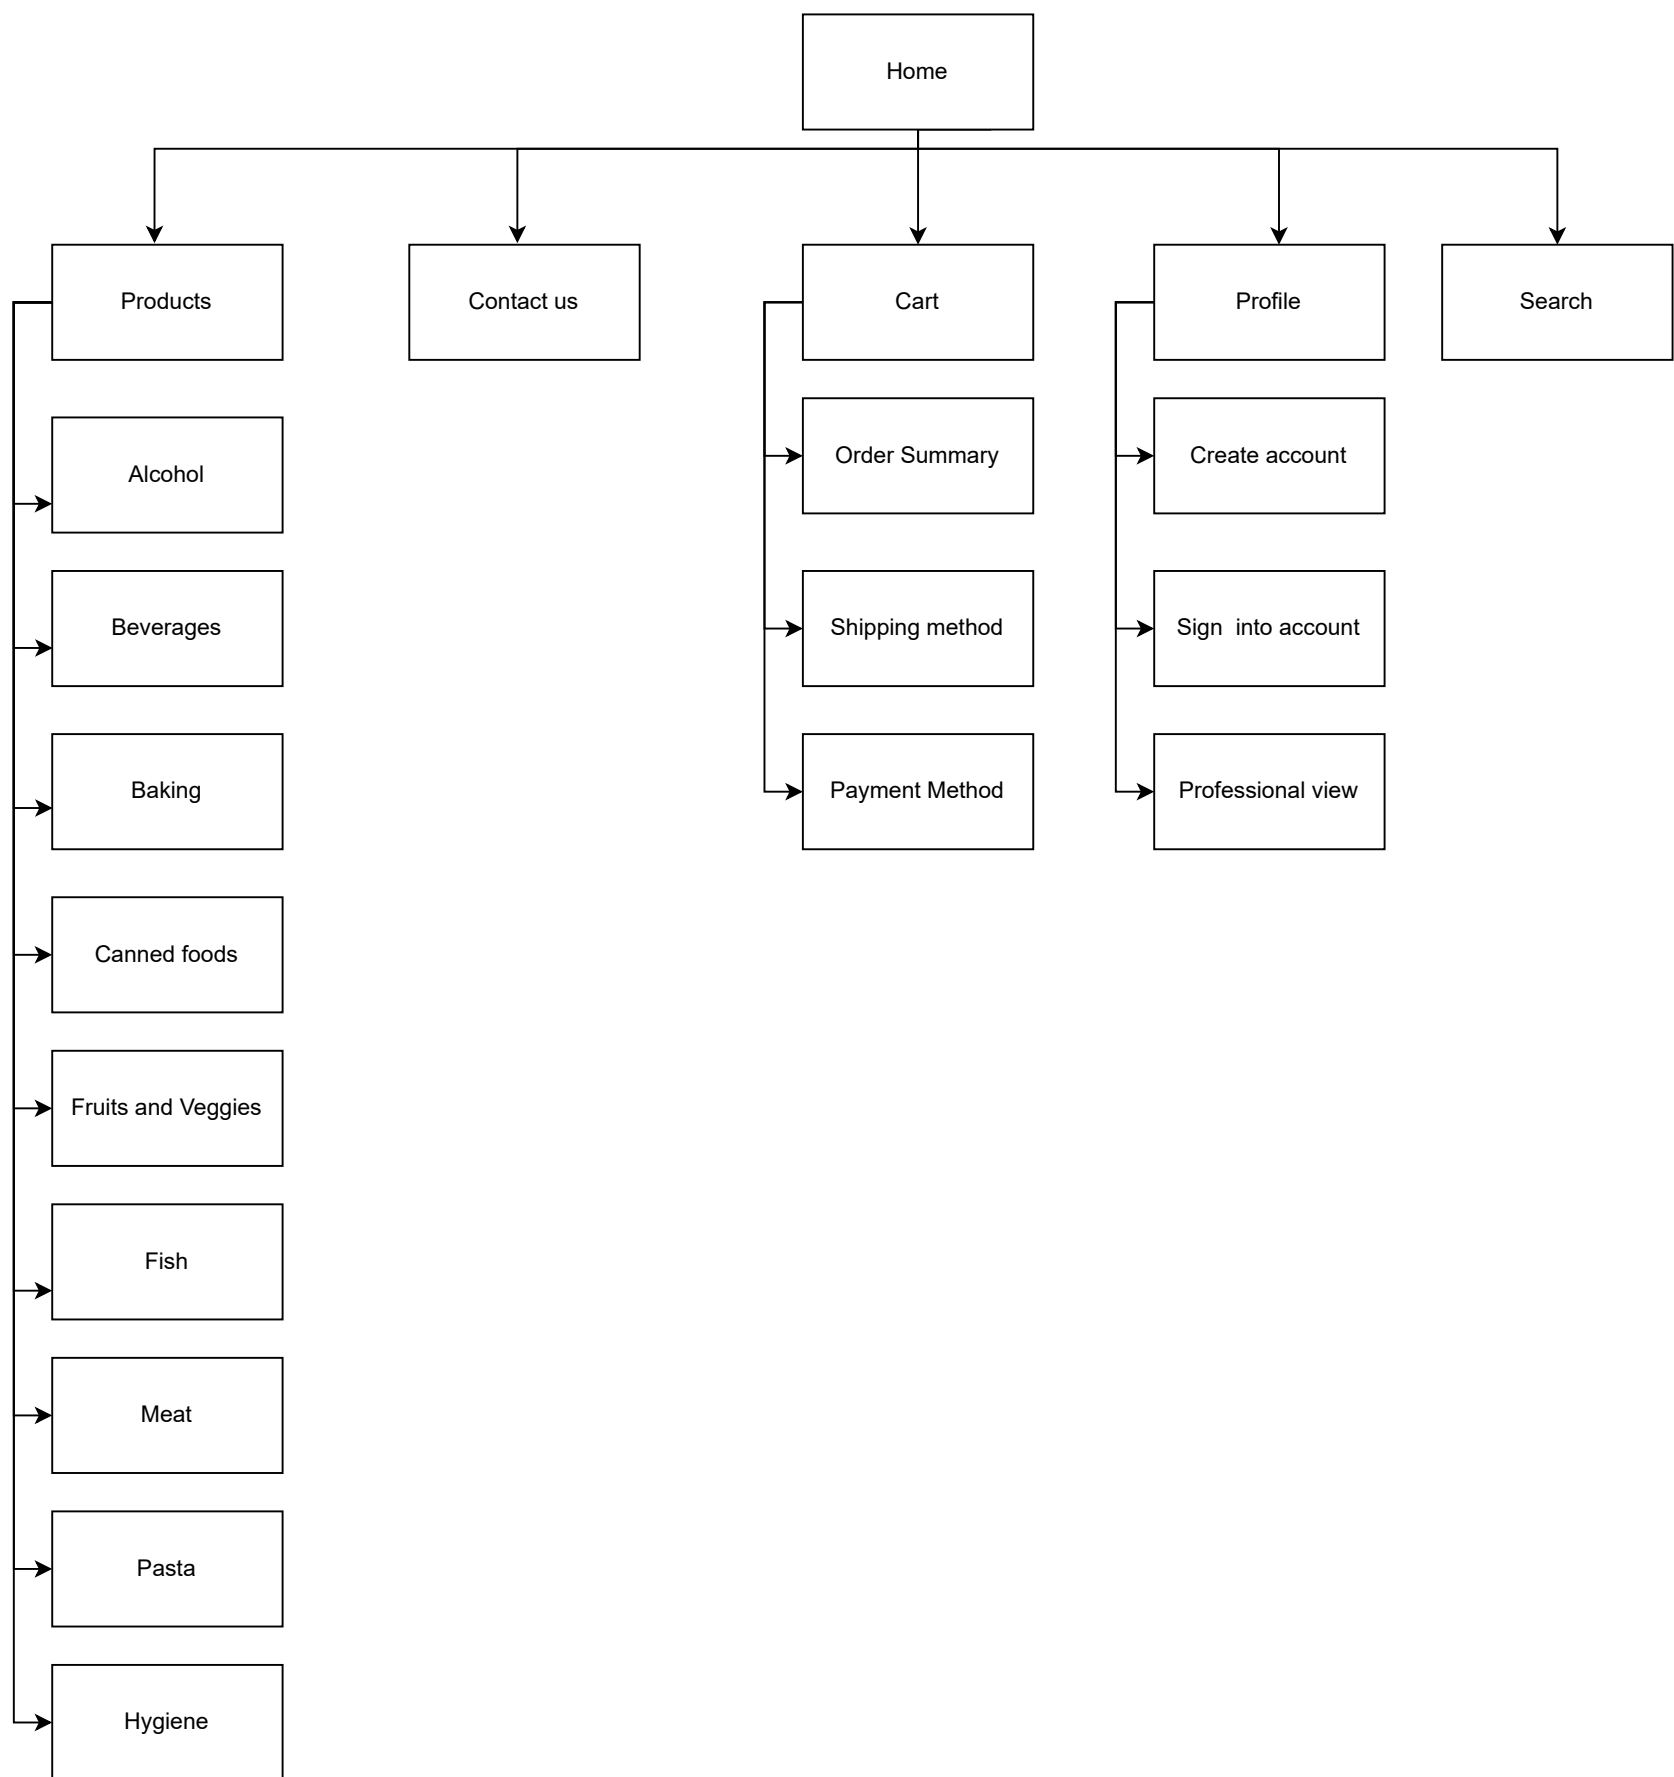 Home
Products
Contact us
Cart
Profile
Search
Alcohol
Beverages
Baking
Canned foods
Fruits and Veggies
Fish
Meat
Pasta
Hygiene
Order Summary
Shipping method
Payment Method
Create account
Sign  into account
Professional view